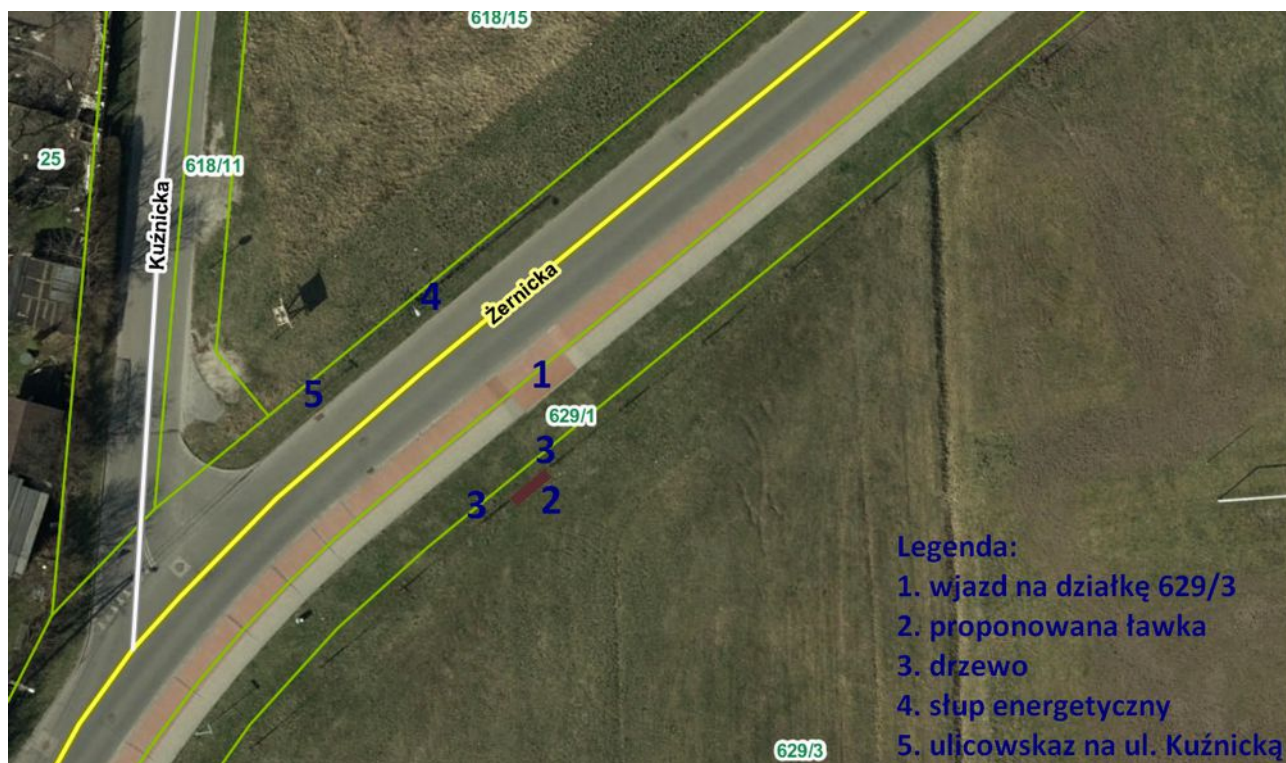 618/15
25
618/11
Kuźnicka
Żernicka
4
5
1
629/1
3
3
2
Legenda:
1. wjazd na działkę 629/3
2. proponowana ławka
3. drzewo
4. słup energetyczny
5. ulicowskaz na ul. Kuźnicką
629/3